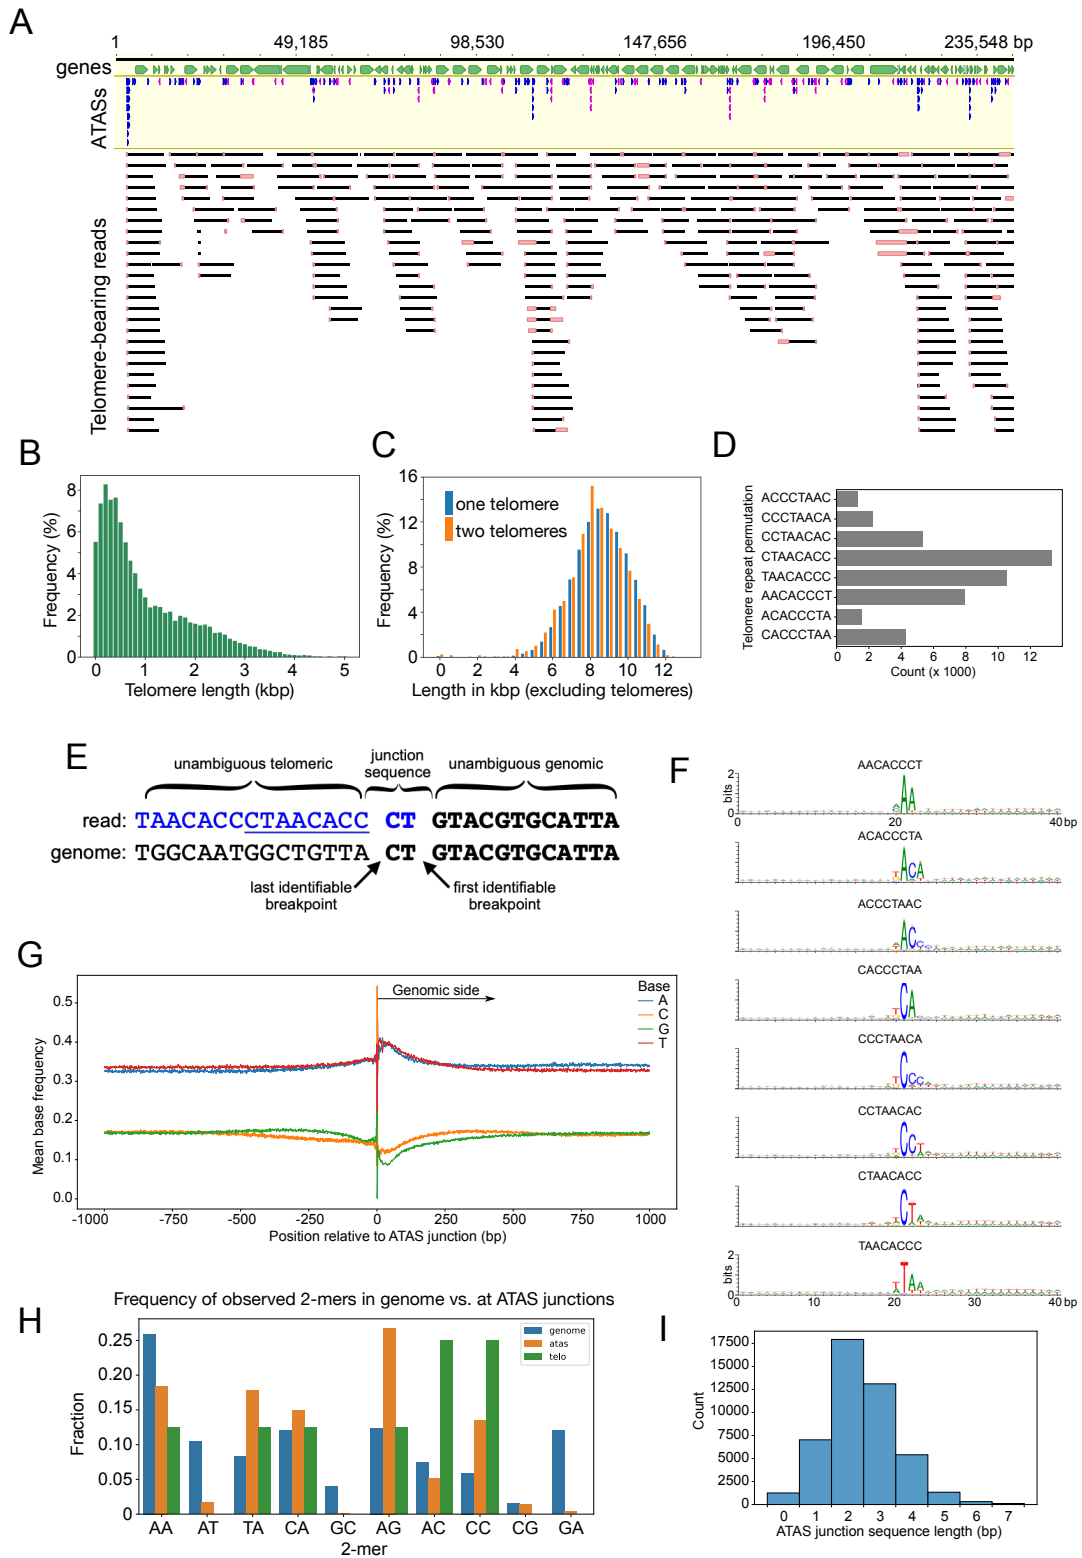 A
1 49,185 98,530 147,656 196,450 235,548 bp
genes
ATASs
Telomere-bearing reads
B
Frequency (%)
8
6
4
2
0
0 1 2 3 4 5
Telomere length (kbp)
C
Frequency (%)
16
12
8
4
0
one telomere
two telomeres
0 2 4 6 8 10 12
Length in kbp (excluding telomeres)
D
Telomere repeat permutation
ACCCTAAC
CCCTAACA
CCTAACAC
CTAACACC
TAACACCC
AACACCCT
ACACCCTA
CACCCTAA
0 2 4 6 8 10 12
Count (x 1000)
E
unambiguous telomeric
junction
sequence
unambiguous genomic
read: TAACACCCTAACACC CT GTACGTGCATTA
genome: TGGCAATGGCTGTTA CT GTACGTGCATTA
last identifiable
breakpoint
first identifiable
breakpoint
F
AACACCCT
2
bits
0
0 20 40 bp
ACACCCTA
ACCCTAAC
CACCCTAA
CCCTAACA
CCTAACAC
CTAACACC
TAACACCC
2
bits
0
0 10 20 30 40 bp
G
Mean base frequency
0.5
0.4
0.3
0.2
0.1
0.0
Genomic side
Base
A
C
G
T
-1000 -750 -500 -250 0 250 500 750 1000
Position relative to ATAS junction (bp)
H
Frequency of observed 2-mers in genome vs. at ATAS junctions
Fraction
0.25
0.20
0.15
0.10
0.05
0
genome
atas
telo
AA AT TA CA GC AG AC CC CG GA
2-mer
I
Count
17500
15000
12500
10000
7500
5000
2500
0
0 1 2 3 4 5 6 7
ATAS junction sequence length (bp)